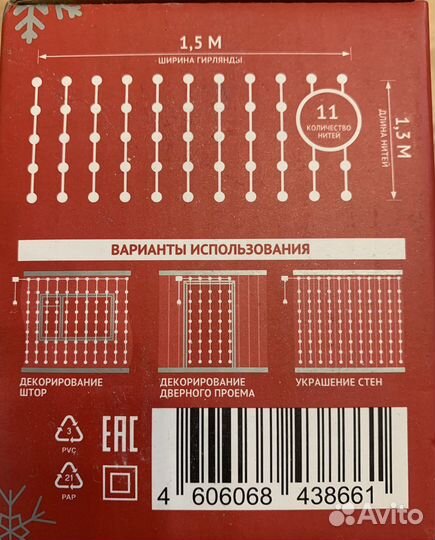 1,5 М
ШИРИНА ГИРЛЯНДЫ
11
КОЛИЧЕСТВО
НИТЕЙ
1,3 М
ДЛИНА НИТЕЙ
ВАРИАНТЫ ИСПОЛЬЗОВАНИЯ
ДЕКОРИРОВАНИЕ
ШТОР
ДЕКОРИРОВАНИЕ
ДВЕРНОГО ПРОЕМА
УКРАШЕНИЕ СТЕН
3
PVC
21
PAP
EAC
4 606068 438661
Avito